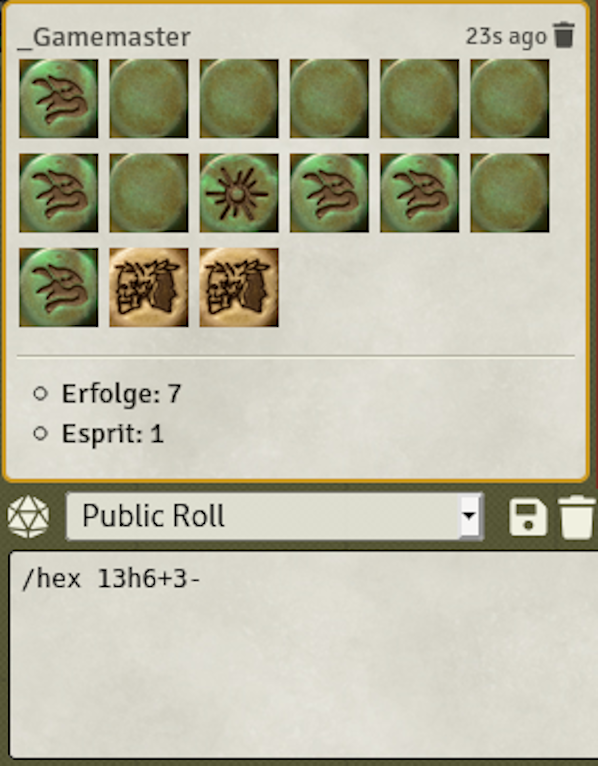 _Gamemaster 23s ago
Erfolge: 7
Esprit: 1
Public Roll
/hex 13h6+3-